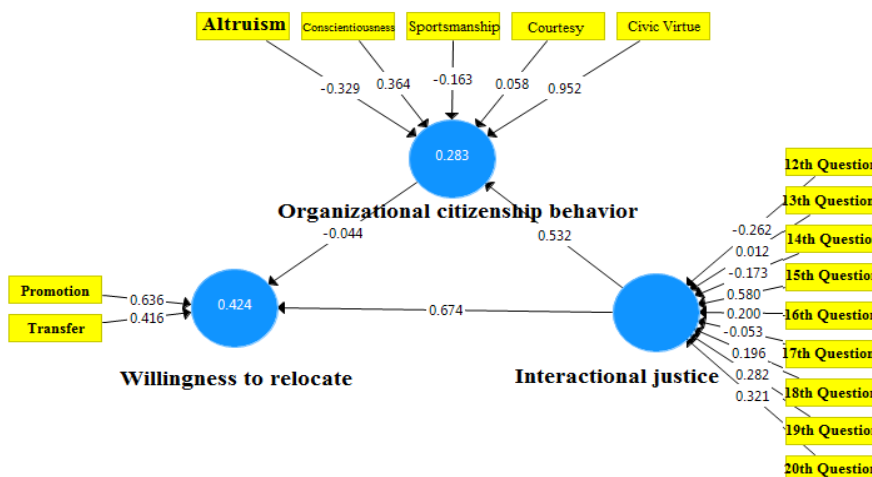 Altruism
Conscientiousness
Sportsmanship
Courtesy
Civic Virtue
-0.329
0.364
-0.163
0.058
0.952
0.283
Organizational citizenship behavior
-0.044
0.532
12th Question
13th Question
14th Question
15th Question
16th Question
17th Question
18th Question
19th Question
20th Question
-0.262
0.012
-0.173
0.580
0.200
-0.053
0.196
0.282
0.321
Promotion
Transfer
0.636
0.416
0.424
0.674
Willingness to relocate
Interactional justice